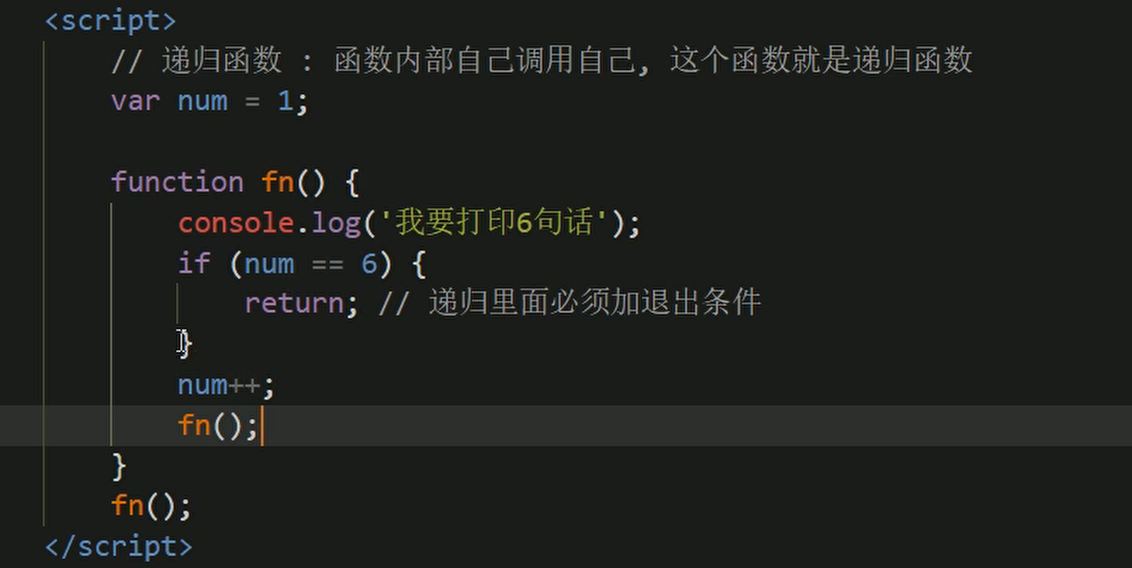 <script>
// 递归函数 : 函数内部自己调用自己, 这个函数就是递归函数
var num = 1;
function fn() {
console.log('我要打印6句话');
if (num == 6) {
return; // 递归里面必须加退出条件
}
num++;
fn();
}
fn();
</script>